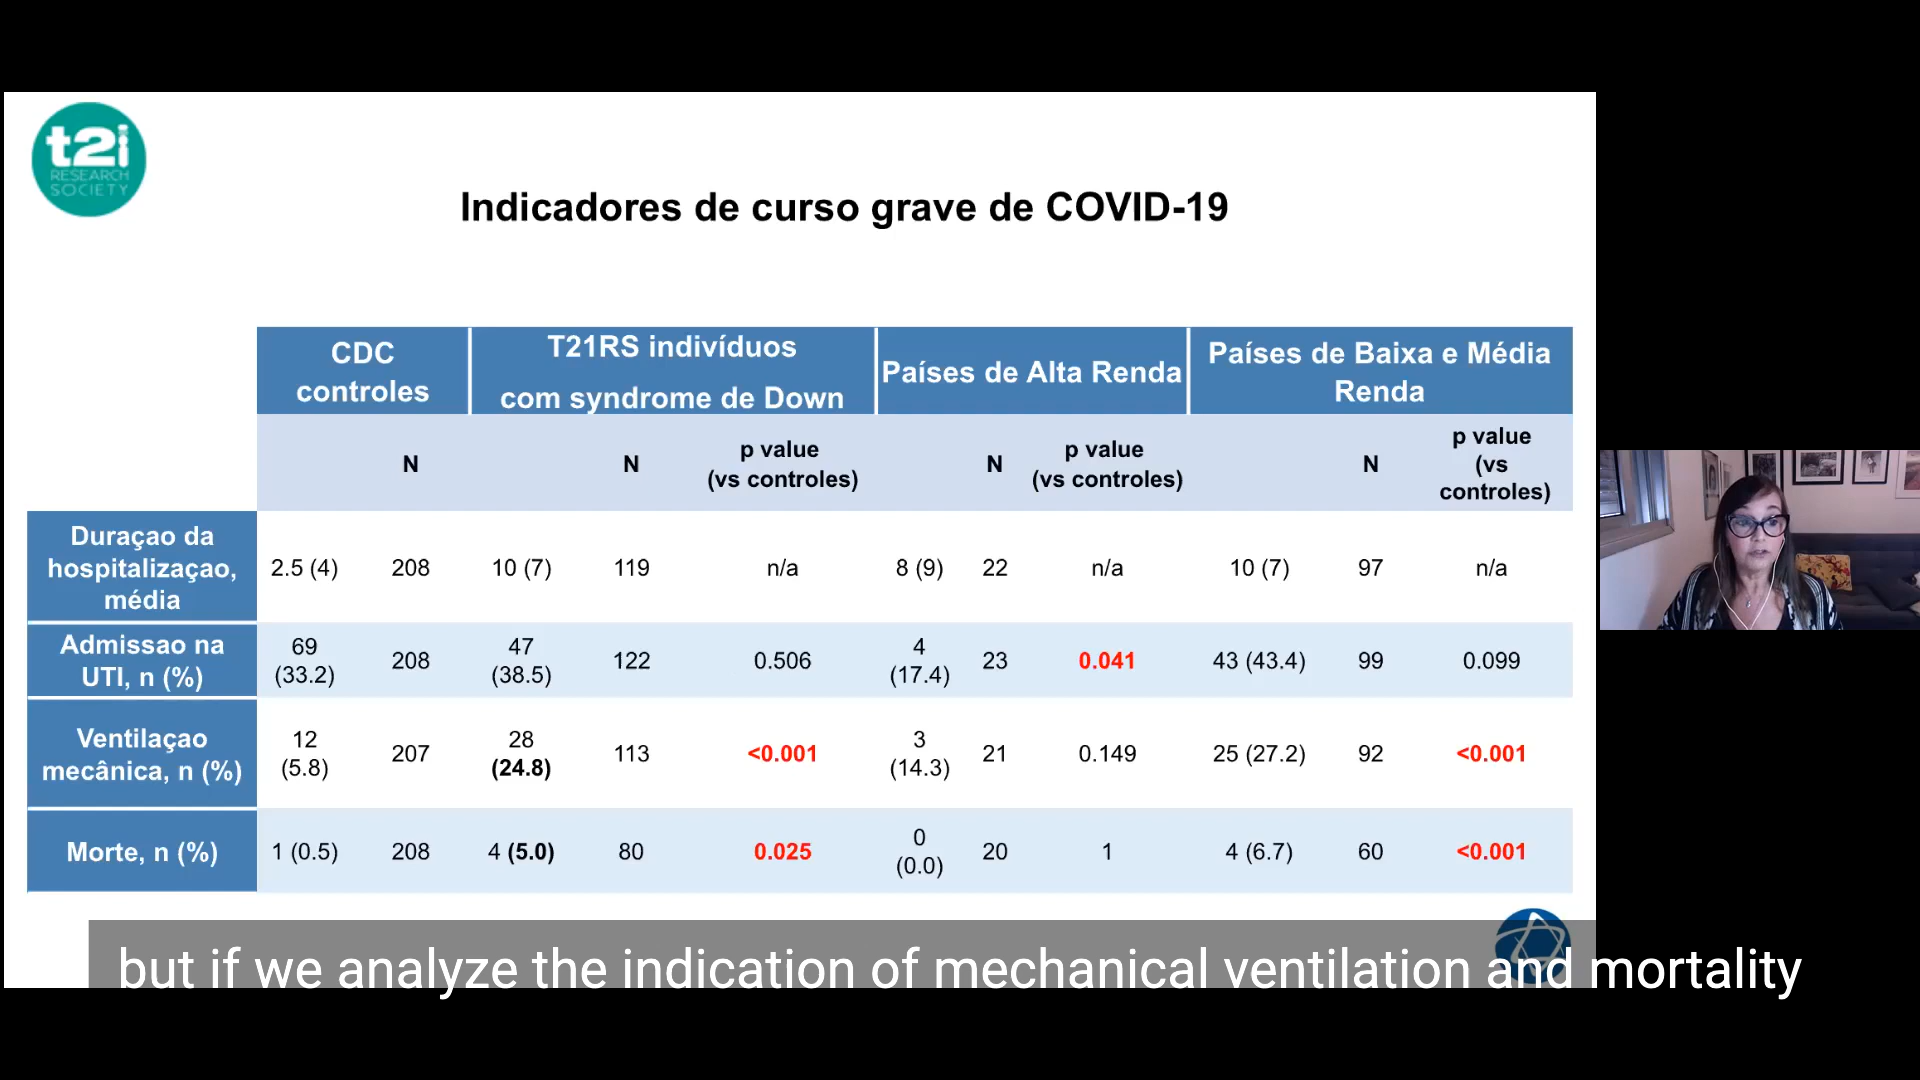 t2i
RESEARCH
SOCIETY
Indicadores de curso grave de COVID-19
CDC
controles
T21RS indivíduos
com syndrome de Down
Países de Alta Renda
Países de Baixa e Média
Renda
N
N
p value
(vs controles)
N
p value
(vs controles)
N
p value
(vs
controles)
Duraçao da
hospitalizaçao,
média
2.5 (4) 208 10 (7) 119 n/a 8 (9) 22 n/a 10 (7) 97 n/a
Admissao na
UTI, n (%)
69
(33.2)
208
47
(38.5)
122 0.506
4
(17.4)
23 0.041 43 (43.4) 99 0.099
Ventilaçao
mecânica, n (%)
12
(5.8)
207
28
(24.8)
113 <0.001
3
(14.3)
21 0.149 25 (27.2) 92 <0.001
Morte, n (%)
1 (0.5) 208 4 (5.0) 80 0.025
0
(0.0)
20 1 4 (6.7) 60 <0.001
but if we analyze the indication of mechanical ventilation and mortality